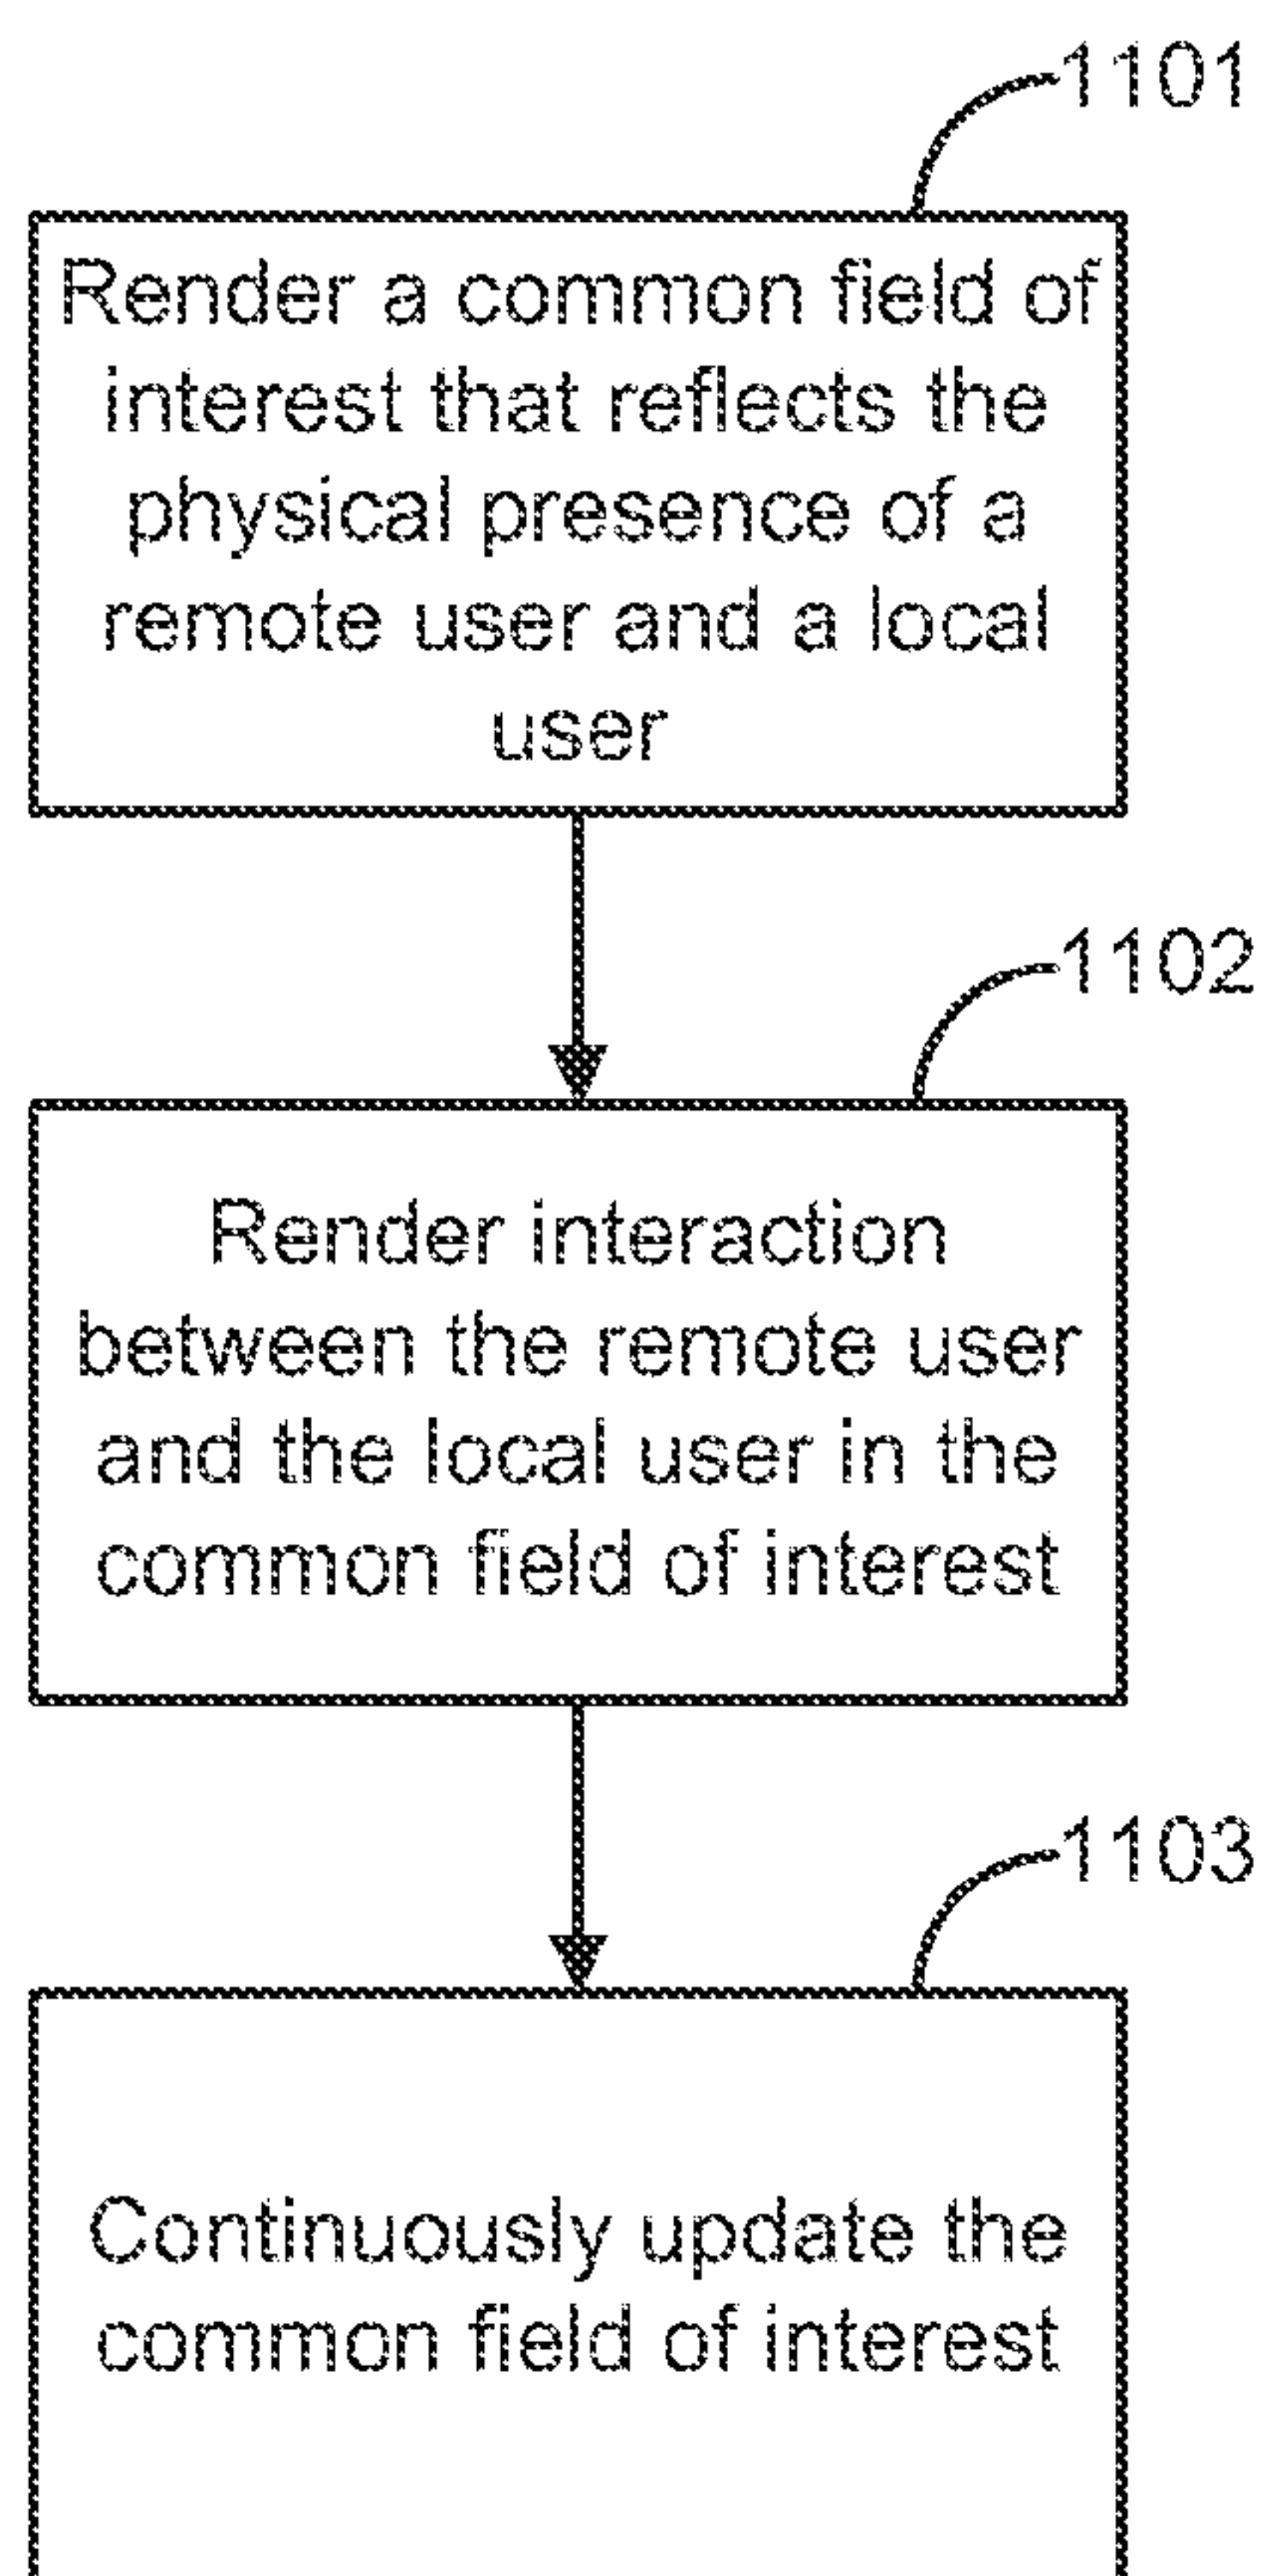 1101
Render a common field of
interest that reflects the
physical presence of a
remote user and a local
user
1102
Render interaction
between the remote user
and the local user in the
common field of interest
1103
Continuously update the
common field of interest